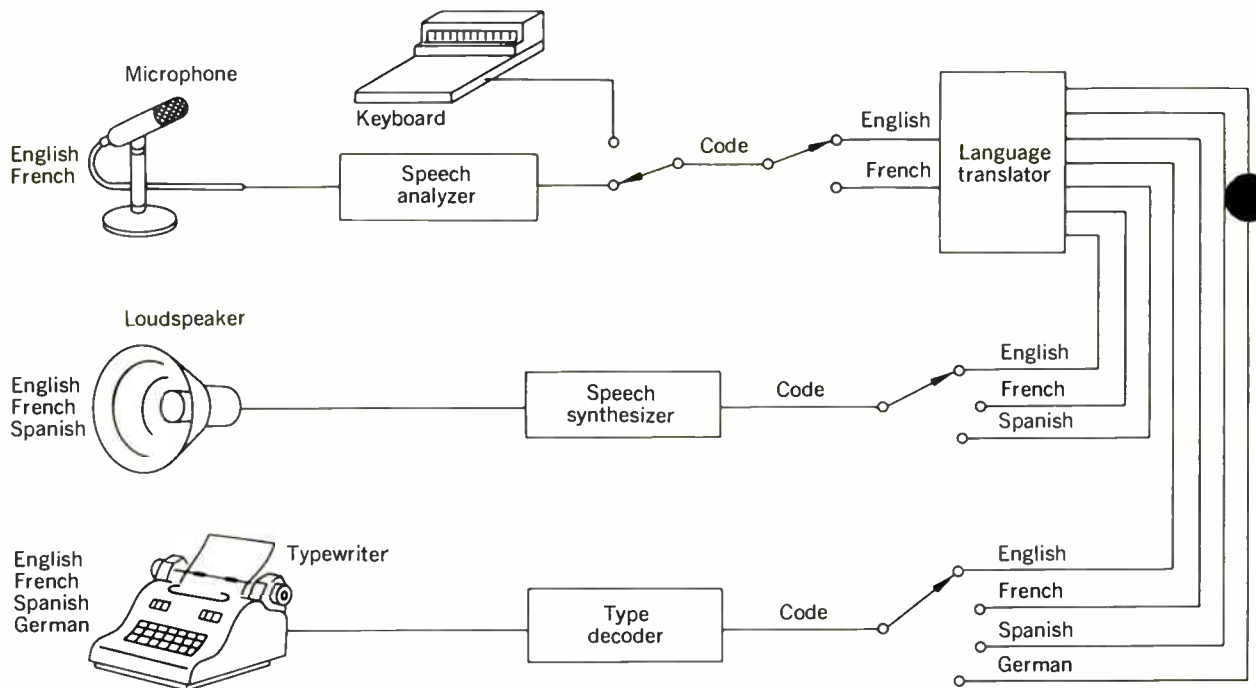 Microphone
English
French
Keyboard
Speech
analyzer
Code
English
French
Language
translator
Loudspeaker
English
French
Spanish
Speech
synthesizer
Code
English
French
Spanish
Typewriter
English
French
Spanish
German
Type
decoder
Code
English
French
Spanish
German